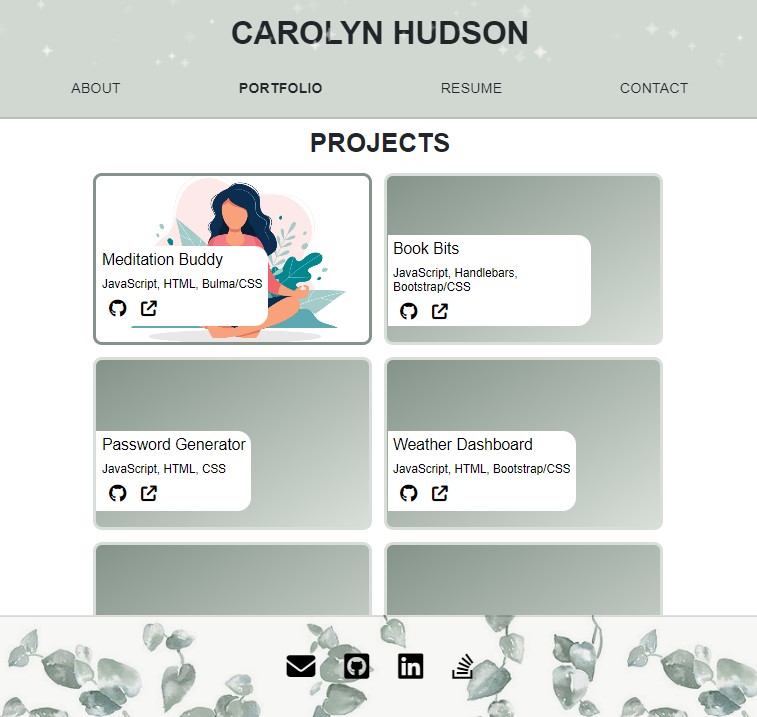 CAROLYN HUDSON
ABOUT PORTFOLIO RESUME CONTACT
PROJECTS
Meditation Buddy
JavaScript, HTML, Bulma/CSS
Book Bits
JavaScript, Handlebars,
Bootstrap/CSS
Password Generator
JavaScript, HTML, CSS
Weather Dashboard
JavaScript, HTML, Bootstrap/CSS
in